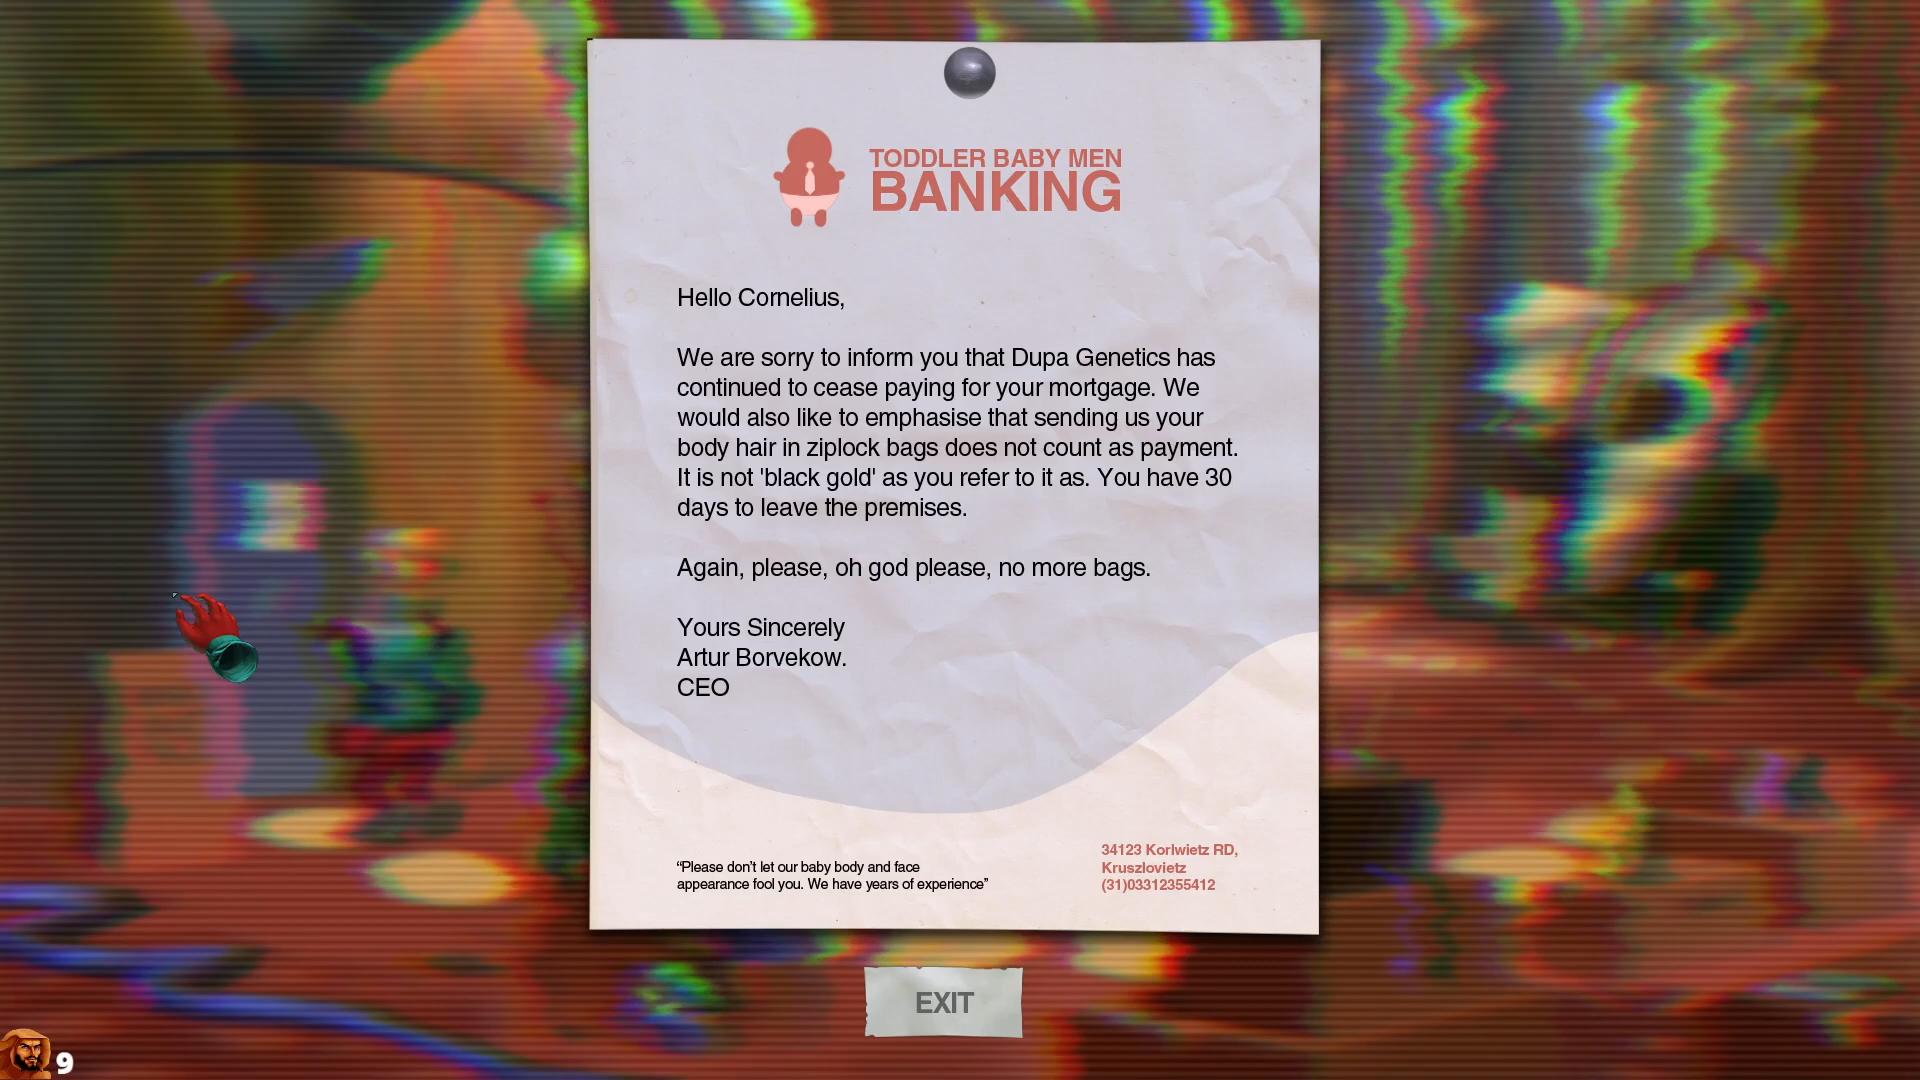 TODDLER BABY MEN
BANKING
Hello Cornelius,
We are sorry to inform you that Dupa Genetics has
continued to cease paying for your mortgage. We
would also like to emphasise that sending us your
body hair in ziplock bags does not count as payment.
It is not 'black gold' as you refer to it as. You have 30
days to leave the premises.
Again, please, oh god please, no more bags.
Yours Sincerely
Artur Borvekow.
CEO
“Please don’t let our baby body and face
appearance fool you. We have years of experience”
34123 Korlwietz RD,
Kruszlovietz
(31)03312355412
EXIT
9